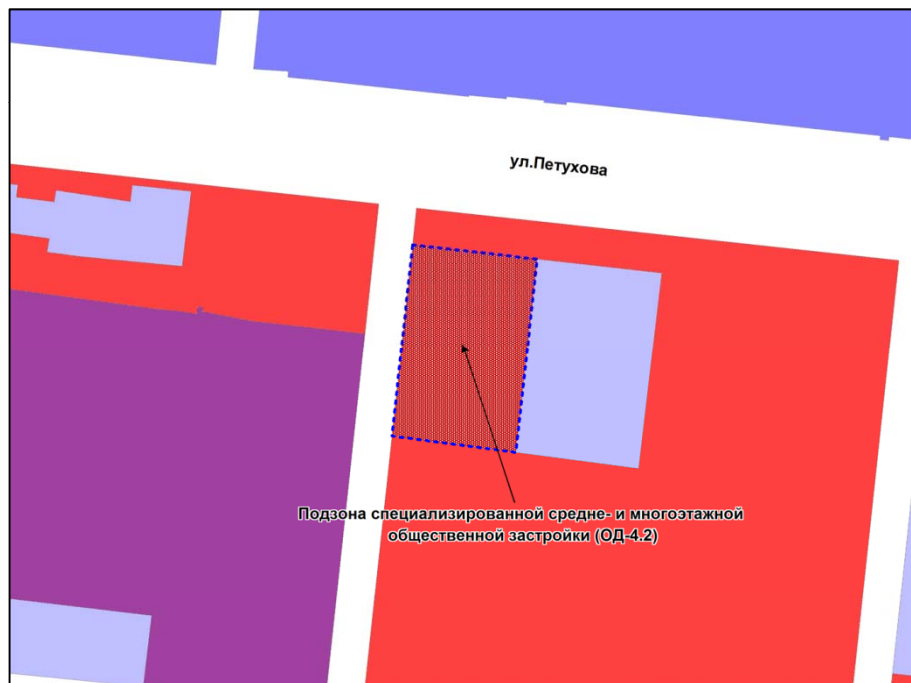 ул.Петухова
Подзона специализированной средне- и многоэтажной
общественной застройки (ОД-4.2)